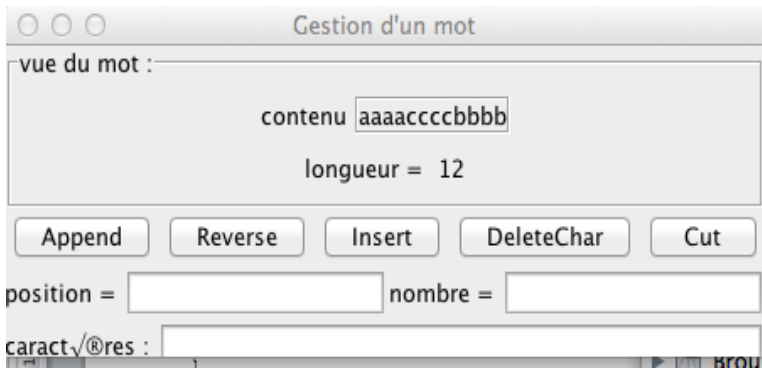 Gestion d'un mot
vue du mot :
contenu aaaaccccbbbb
longueur = 12
Append Reverse Insert DeleteChar Cut
position = nombre =
caract√®res :